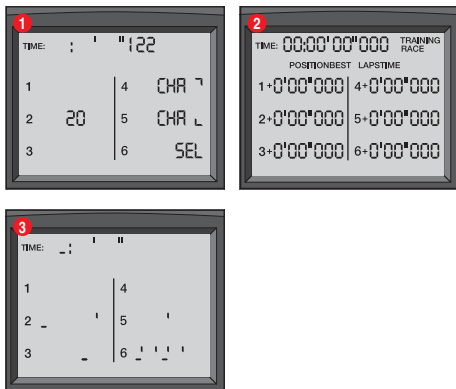 1
TIME: : ' "122
1
2 20
3
4 CHA ┐
5 CHA ∟
6 SEL
2
TIME: 00:00'00"000 TRAINING
RACE
POSITIONBEST LAPSTIME
1+0'00"000 4+0'00"000
2+0'00"000 5+0'00"000
3+0'00"000 6+0'00"000
3
TIME: _: ' "
1
2 _ '
3 _
4
5 '
6 _ ' ' ' '